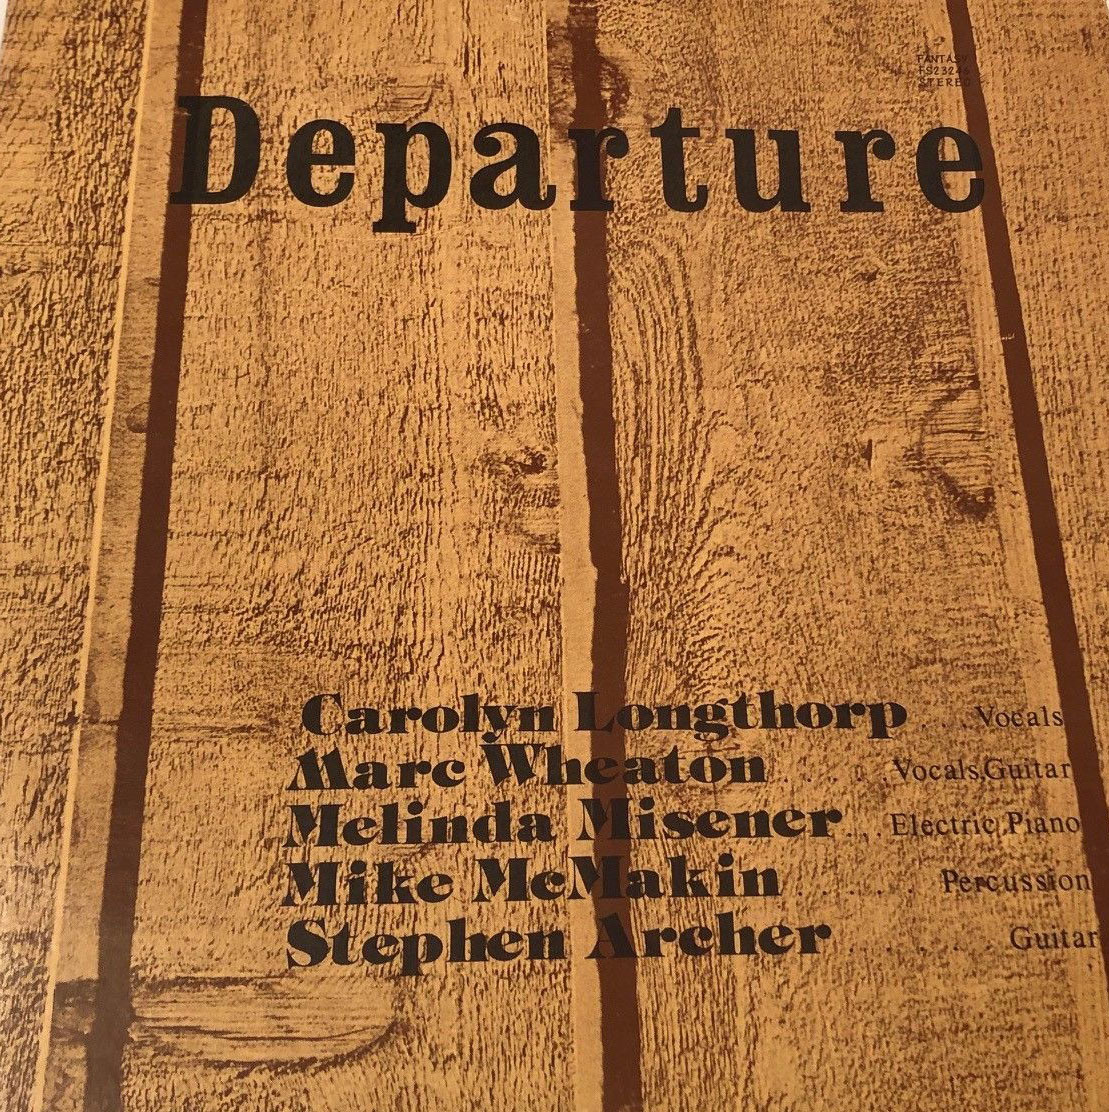 FANTASY
STEREO
Departure
Carolyn Longthorp ... Vocals
Marc Wheaton . . . . . Vocals, Guitar
Melinda Misener ... Electric Piano
Mike McMakin . . . . . . Percussion
Stephen Archer . . . . . . . Guitar